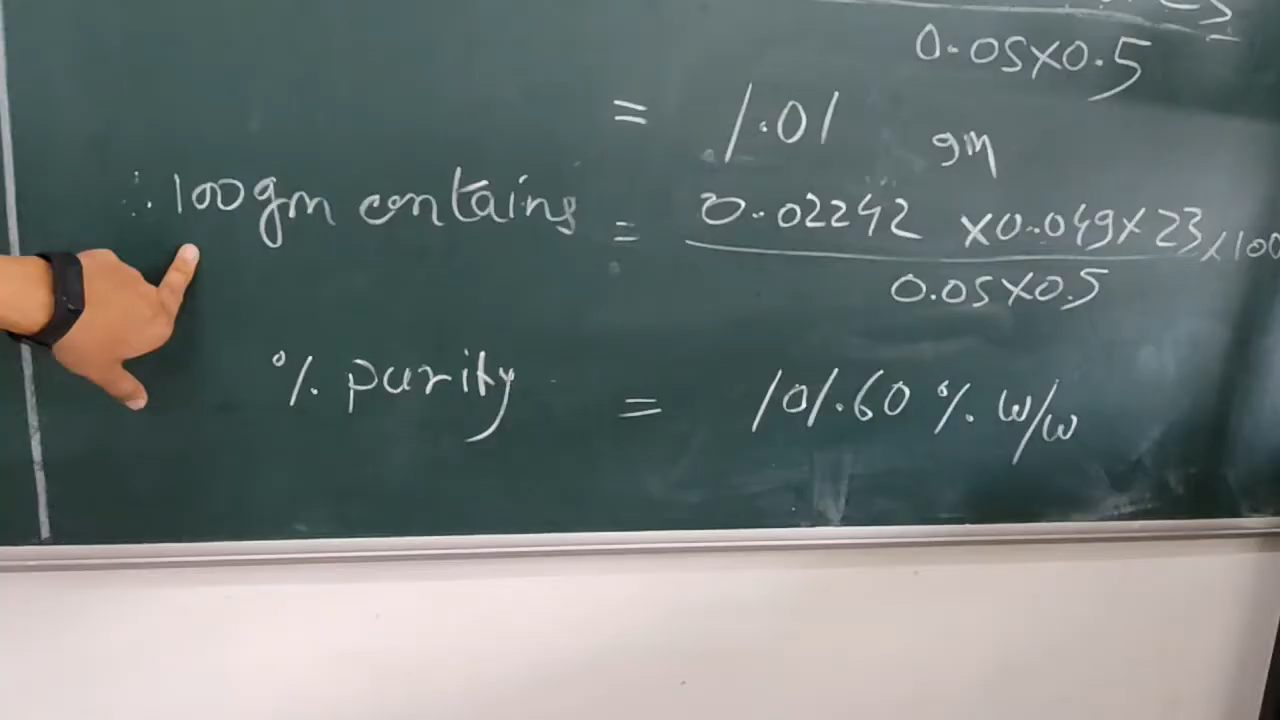 0.05×0.5
= 1.01 gm
∴ 100gm contains = 0.02242 ×0.049×23×100
0.05×0.5
% purity = 101.60 % w/w